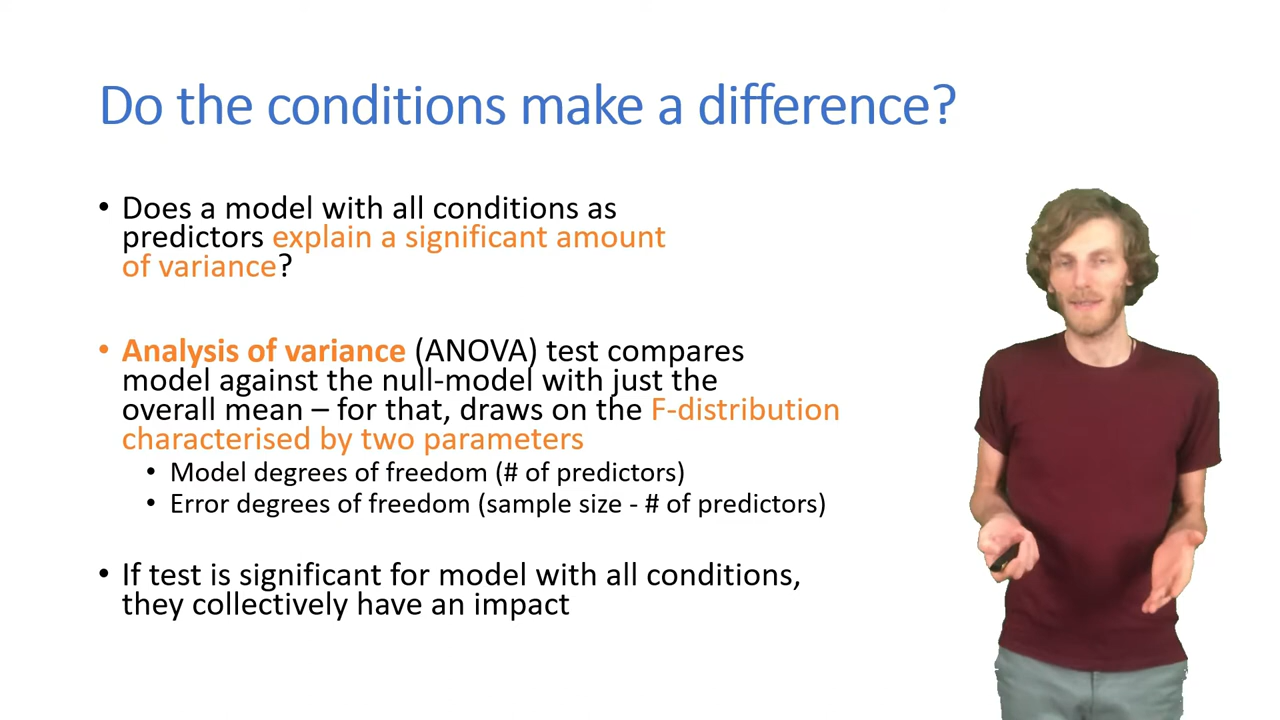 Do the conditions make a difference?
• Does a model with all conditions as
predictors explain a significant amount
of variance?
• Analysis of variance (ANOVA) test compares
model against the null-model with just the
overall mean – for that, draws on the F-distribution
characterised by two parameters
• Model degrees of freedom (# of predictors)
• Error degrees of freedom (sample size - # of predictors)
• If test is significant for model with all conditions,
they collectively have an impact